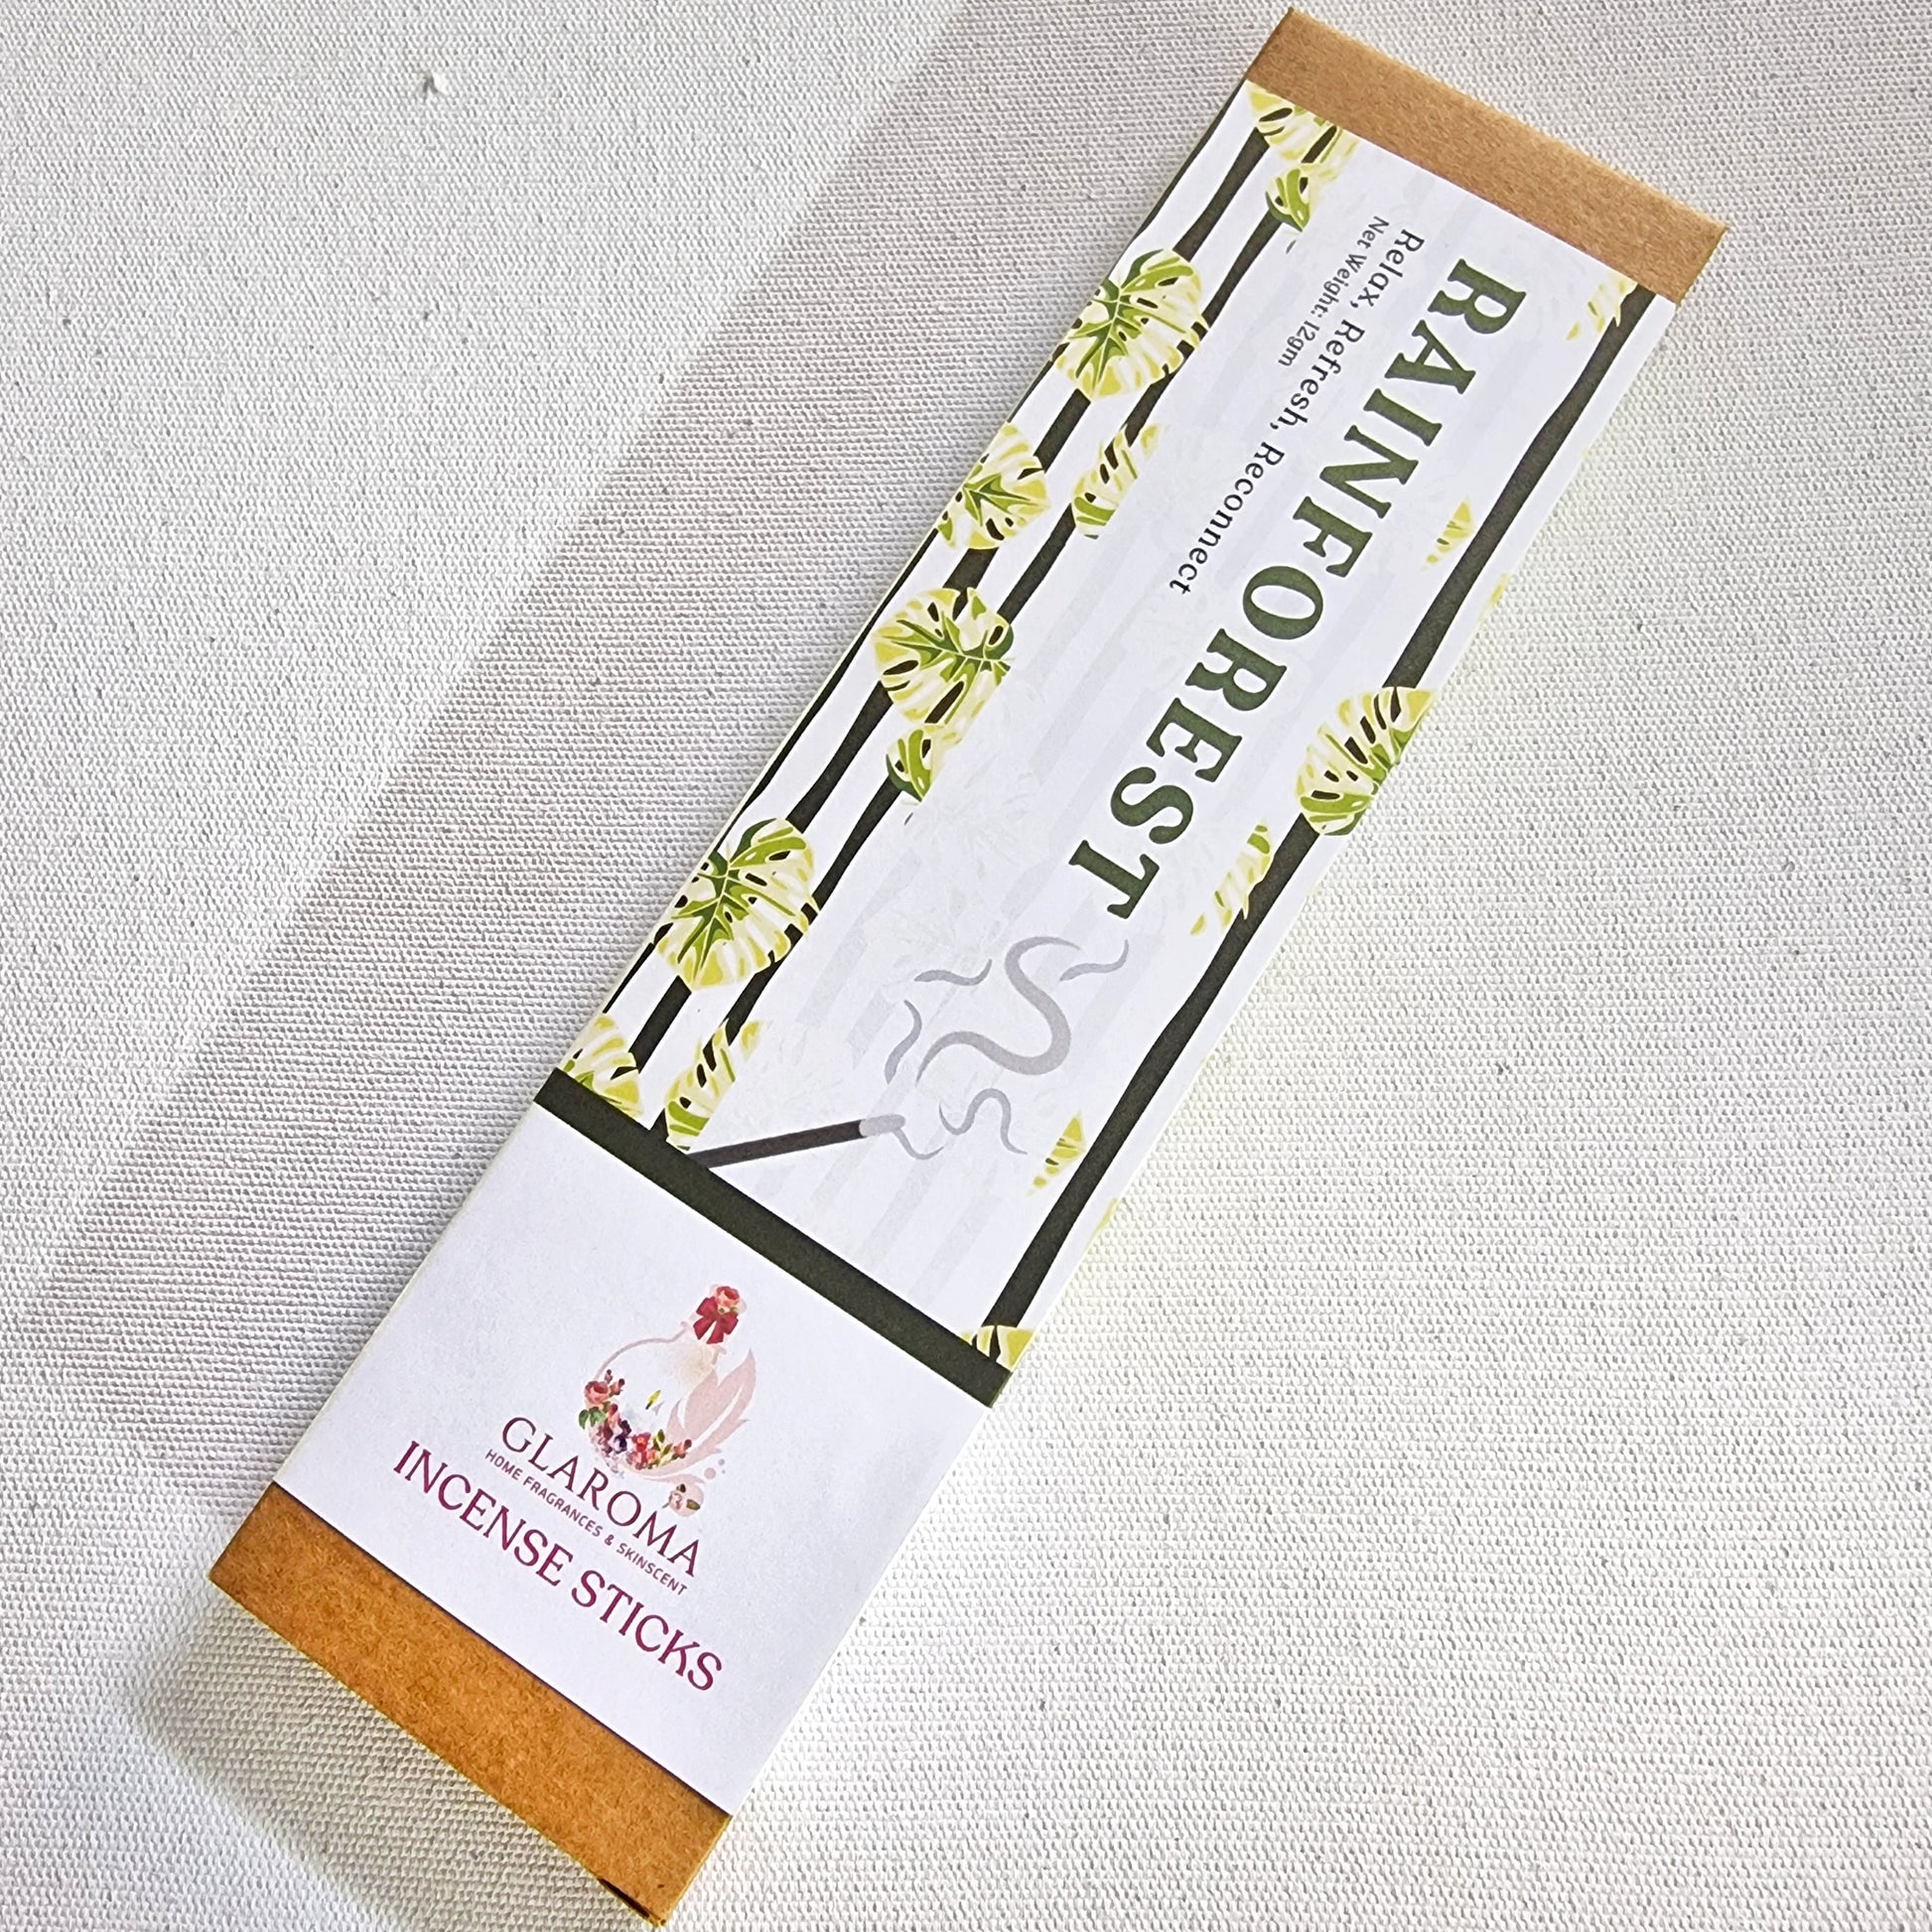 RAINFOREST
Relax, Refresh, Reconnect
Net Weight: 12gm
GLAROMA
HOME FRAGRANCES & SKINSCENT
INCENSE STICKS